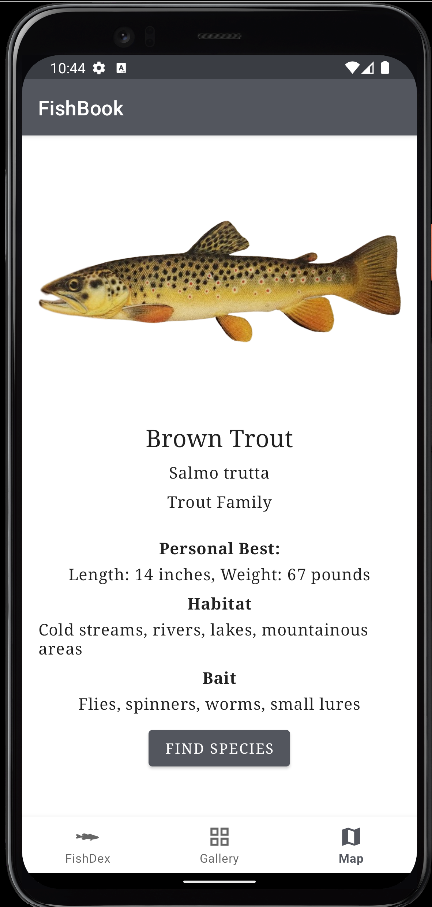 10:44
FishBook
Brown Trout
Salmo trutta
Trout Family
Personal Best:
Length: 14 inches, Weight: 67 pounds
Habitat
Cold streams, rivers, lakes, mountainous
areas
Bait
Flies, spinners, worms, small lures
FIND SPECIES
FishDex
Gallery
Map